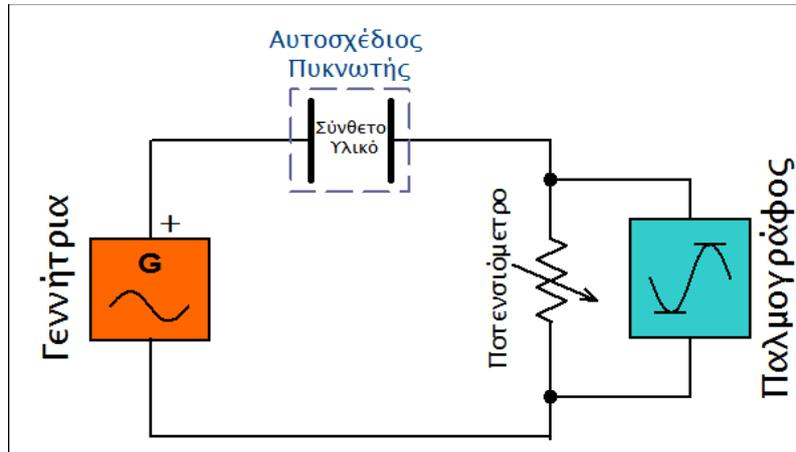 Αυτοσχέδιος
Πυκνωτής
Σύνθετο
Υλικό
Γεννήτρια
+
G
Ποτενσιόμετρο
Παλμογράφος